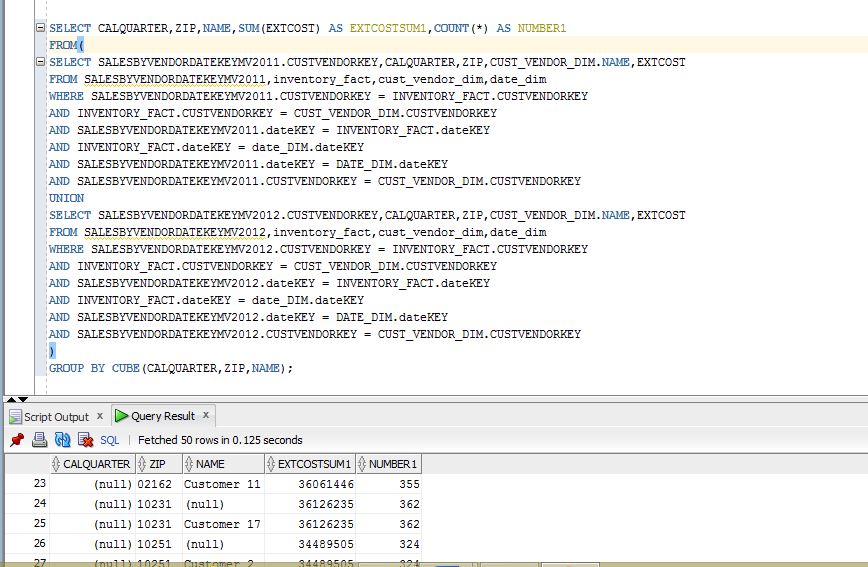 SELECT CALQUARTER,ZIP,NAME,SUM(EXTCOST) AS EXTCOSTSUM1,COUNT(*) AS NUMBER1
FROM(
SELECT SALESBYVENDORDATEKEYMV2011.CUSTVENDORKEY,CALQUARTER,ZIP,CUST_VENDOR_DIM.NAME,EXTCOST
FROM SALESBYVENDORDATEKEYMV2011,inventory_fact,cust_vendor_dim,date_dim
WHERE SALESBYVENDORDATEKEYMV2011.CUSTVENDORKEY = INVENTORY_FACT.CUSTVENDORKEY
AND INVENTORY_FACT.CUSTVENDORKEY = CUST_VENDOR_DIM.CUSTVENDORKEY
AND SALESBYVENDORDATEKEYMV2011.dateKEY = INVENTORY_FACT.dateKEY
AND INVENTORY_FACT.dateKEY = date_DIM.dateKEY
AND SALESBYVENDORDATEKEYMV2011.dateKEY = DATE_DIM.dateKEY
AND SALESBYVENDORDATEKEYMV2011.CUSTVENDORKEY = CUST_VENDOR_DIM.CUSTVENDORKEY
UNION
SELECT SALESBYVENDORDATEKEYMV2012.CUSTVENDORKEY,CALQUARTER,ZIP,CUST_VENDOR_DIM.NAME,EXTCOST
FROM SALESBYVENDORDATEKEYMV2012,inventory_fact,cust_vendor_dim,date_dim
WHERE SALESBYVENDORDATEKEYMV2012.CUSTVENDORKEY = INVENTORY_FACT.CUSTVENDORKEY
AND INVENTORY_FACT.CUSTVENDORKEY = CUST_VENDOR_DIM.CUSTVENDORKEY
AND SALESBYVENDORDATEKEYMV2012.dateKEY = INVENTORY_FACT.dateKEY
AND INVENTORY_FACT.dateKEY = date_DIM.dateKEY
AND SALESBYVENDORDATEKEYMV2012.dateKEY = DATE_DIM.dateKEY
AND SALESBYVENDORDATEKEYMV2012.CUSTVENDORKEY = CUST_VENDOR_DIM.CUSTVENDORKEY
)
GROUP BY CUBE(CALQUARTER,ZIP,NAME);
Script Output x Query Result x
SQL | Fetched 50 rows in 0.125 seconds
CALQUARTER ZIP NAME EXTCOSTSUM1 NUMBER1
23 (null) 02162 Customer 11 36061446 355
24 (null) 10231 (null) 36126235 362
25 (null) 10231 Customer 17 36126235 362
26 (null) 10251 (null) 34489505 324
27 (null) 10251 Customer 2 34489505 324